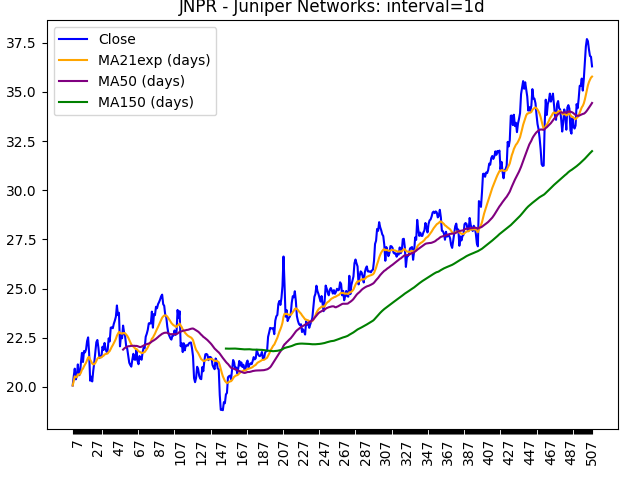 JNPR - Juniper Networks: interval=1d
Close
MA21exp (days)
MA50 (days)
MA150 (days)
37.5
35.0
32.5
30.0
27.5
25.0
22.5
20.0
7 27 47 67 87 107 127 147 167 187 207 227 247 267 287 307 327 347 367 387 407 427 447 467 487 507